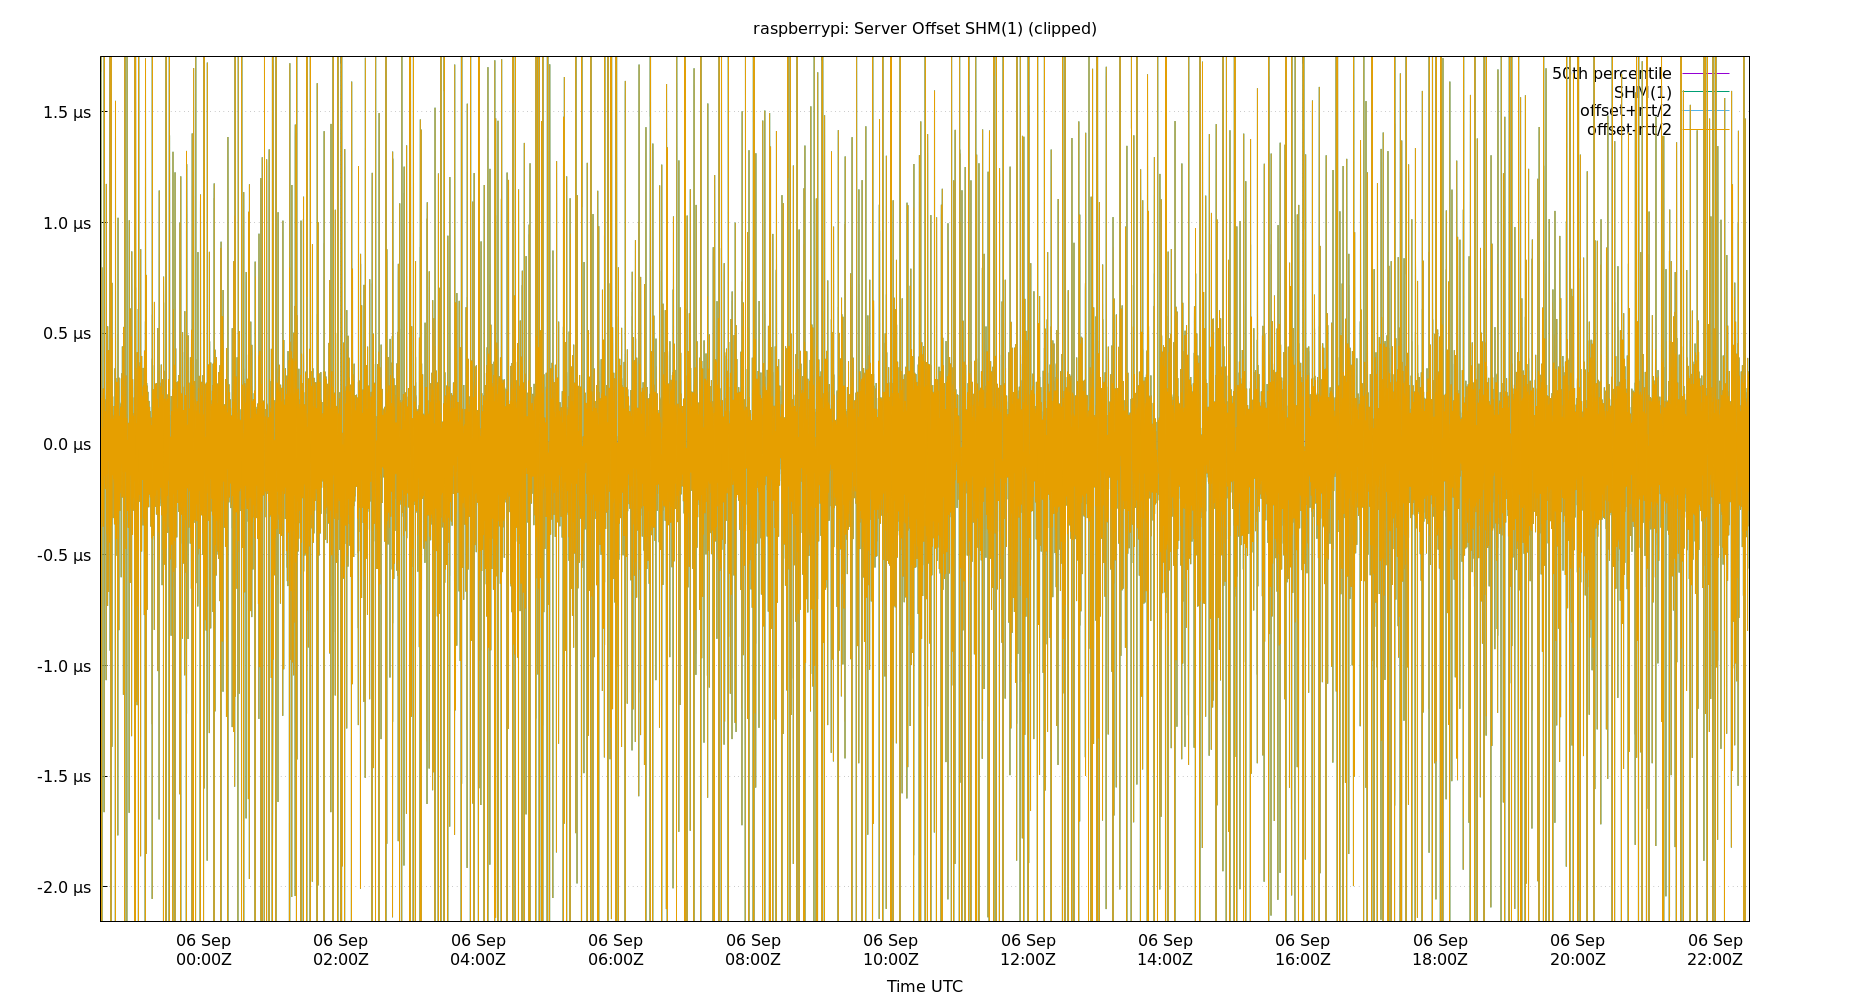 raspberrypi: Server Offset SHM(1) (clipped)
50th percentile
SHM(1)
offset+rtt/2
offset-rtt/2
1.5 µs
1.0 µs
0.5 µs
0.0 µs
-0.5 µs
-1.0 µs
-1.5 µs
-2.0 µs
06 Sep 06 Sep 06 Sep 06 Sep 06 Sep 06 Sep 06 Sep 06 Sep 06 Sep 06 Sep 06 Sep 06 Sep
00:00Z 02:00Z 04:00Z 06:00Z 08:00Z 10:00Z 12:00Z 14:00Z 16:00Z 18:00Z 20:00Z 22:00Z
Time UTC